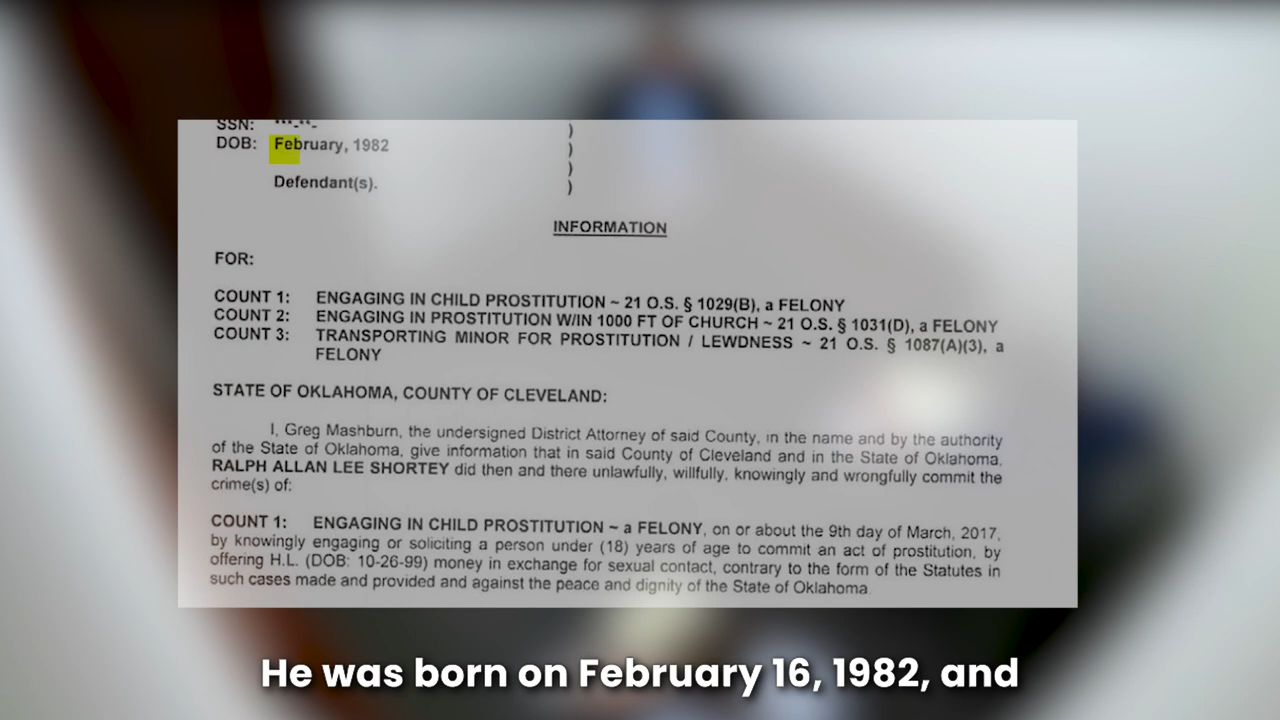 SSN: ***-**-
DOB: February, 1982
Defendant(s).
)
)
)
)
INFORMATION
FOR:
COUNT 1: ENGAGING IN CHILD PROSTITUTION ~ 21 O.S. § 1029(B), a FELONY
COUNT 2: ENGAGING IN PROSTITUTION W/IN 1000 FT OF CHURCH ~ 21 O.S. § 1031(D), a FELONY
COUNT 3: TRANSPORTING MINOR FOR PROSTITUTION / LEWDNESS ~ 21 O.S. § 1087(A)(3), a
FELONY
STATE OF OKLAHOMA, COUNTY OF CLEVELAND:
I, Greg Mashburn, the undersigned District Attorney of said County, in the name and by the authority
of the State of Oklahoma, give information that in said County of Cleveland and in the State of Oklahoma,
RALPH ALLAN LEE SHORTEY did then and there unlawfully, willfully, knowingly and wrongfully commit the
crime(s) of:
COUNT 1: ENGAGING IN CHILD PROSTITUTION ~ a FELONY, on or about the 9th day of March, 2017,
by knowingly engaging or soliciting a person under (18) years of age to commit an act of prostitution, by
offering H.L. (DOB: 10-26-99) money in exchange for sexual contact, contrary to the form of the Statutes in
such cases made and provided and against the peace and dignity of the State of Oklahoma.
He was born on February 16, 1982, and